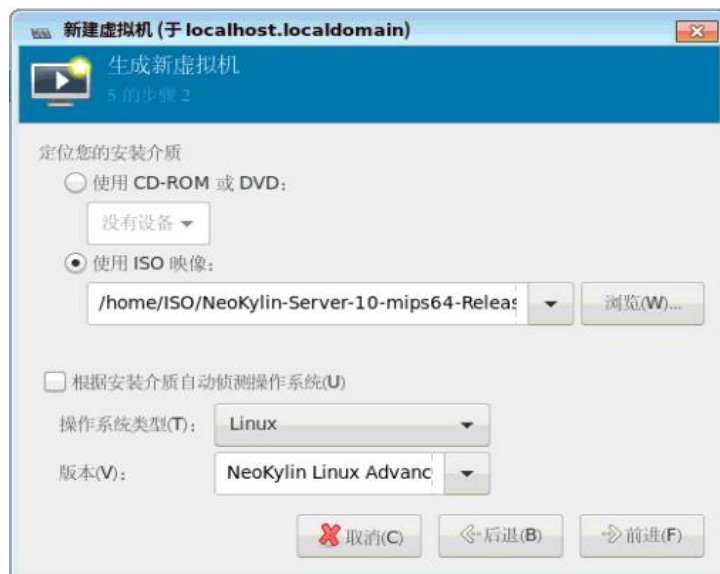 新建虚拟机 (于 localhost.localdomain)
生成新虚拟机
5 的步骤 2
定位您的安装介质
使用 CD-ROM 或 DVD:
没有设备
使用 ISO 映像:
/home/ISO/NeoKylin-Server-10-mips64-Releas
浏览(W)...
根据安装介质自动侦测操作系统(U)
操作系统类型(T): Linux
版本(V): NeoKylin Linux Advanc
取消(C) 后退(B) 前进(F)